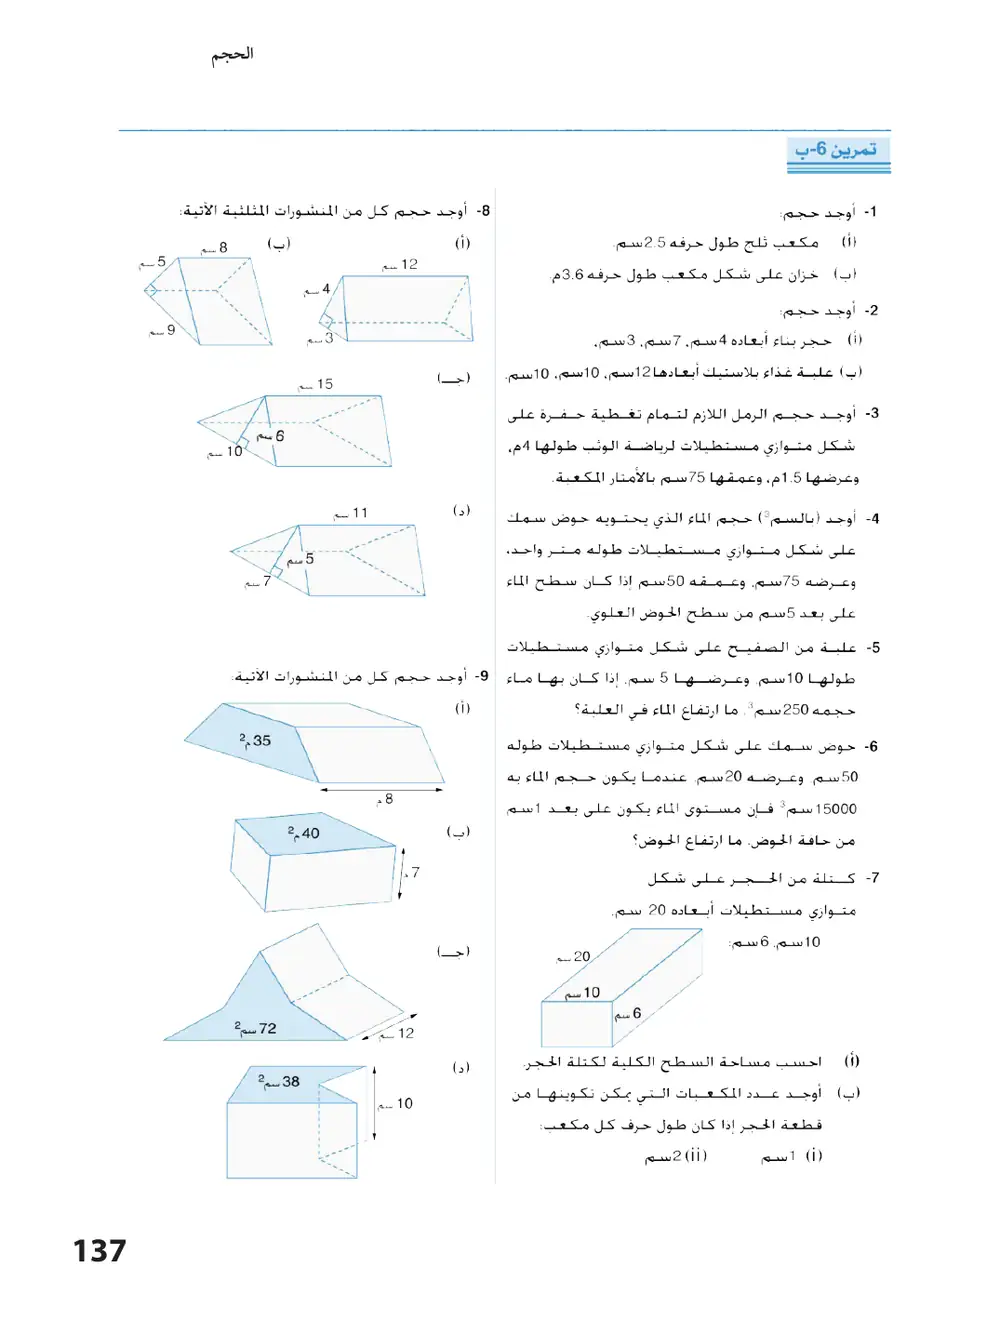 الحجم
تمرين 6-ب
1- أوجد حجم:
(أ) مكعب ثلج طول حرفه 2.5سم.
(ب) خزان على شكل مكعب طول حرفه 3.6م.
2- أوجد حجم:
(أ) حجر بناء أبعاده 4سم، 7سم، 3سم،
(ب) علبة غذاء بلاستيك أبعادها12سم، 10سم، 10سم.
3- أوجد حجم الرمل اللازم لتمام تغطية حفرة على
شكل متوازي مستطيلات لرياضة الوثب طولها 4م،
وعرضها 1.5م، وعمقها 75سم بالأمتار المكعبة.
4- أوجد (بالسم³) حجم الماء الذي يحتويه حوض سمك
على شكل متوازي مستطيلات طوله متر واحد،
وعرضه 75سم، وعمقه 50سم إذا كان سطح الماء
على بعد 5سم من سطح الحوض العلوي.
5- علبة من الصفيح على شكل متوازي مستطيلات
طولها 10سم، وعرضها 5 سم، إذا كان بها ماء
حجمه 250سم³، ما ارتفاع الماء في العلبة؟
6- حوض سمك على شكل متوازي مستطيلات طوله
50سم، وعرضه 20سم، عندما يكون حجم الماء به
15000سم³ فإن مستوى الماء يكون على بعد 1سم
من حافة الحوض. ما ارتفاع الحوض؟
7- كتلة من الحجر على شكل
متوازي مستطيلات أبعاده 20 سم,
10سم، 6سم:
20 سم
10 سم
6 سم
(أ) احسب مساحة السطح الكلية لكتلة الحجر.
(ب) أوجد عدد المكعبات التي يمكن تكوينها من
قطعة الحجر إذا كان طول حرف كل مكعب:
(i) 1سم (ii) 2سم
8- أوجد حجم كل من المنشورات المثلثية الآتية:
(أ)
12 سم
4 سم
3 سم
(ب)
8 سم
5 سم
9 سم
(جـ)
15 سم
6 سم
10 سم
(د)
11 سم
5 سم
7 سم
9- أوجد حجم كل من المنشورات الآتية:
(أ)
35 م²
8 م
(ب)
40 م²
7 م
(جـ)
72 سم²
12 سم
(د)
38 سم²
10 سم
137